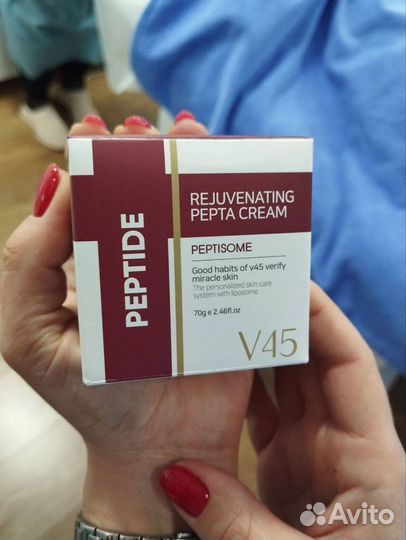 PEPTIDE
REJUVENATING
PEPTA CREAM
PEPTISOME
Good habits of v45 verify
miracle skin
The personalized skin care
system with liposome
70g e 2.46fl.oz
V45
Avito